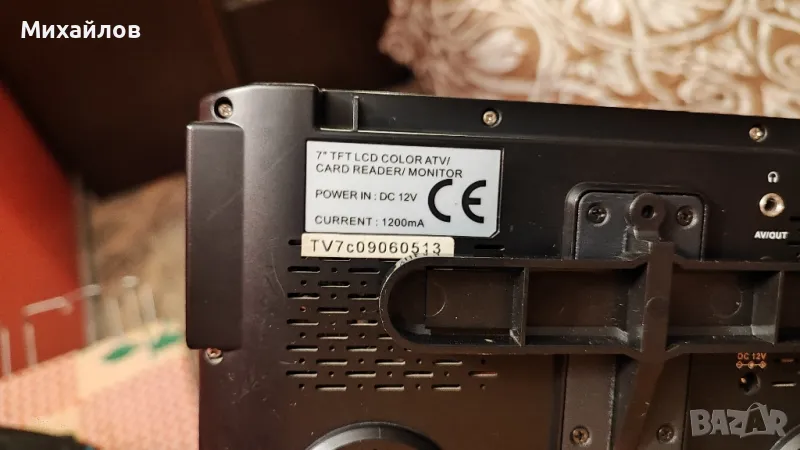 Михайлов
7" TFT LCD COLOR ATV/
CARD READER/ MONITOR
POWER IN : DC 12V
CURRENT : 1200mA
CE
TV7c09060513
AV/OUT
DC 12V
BAZAR